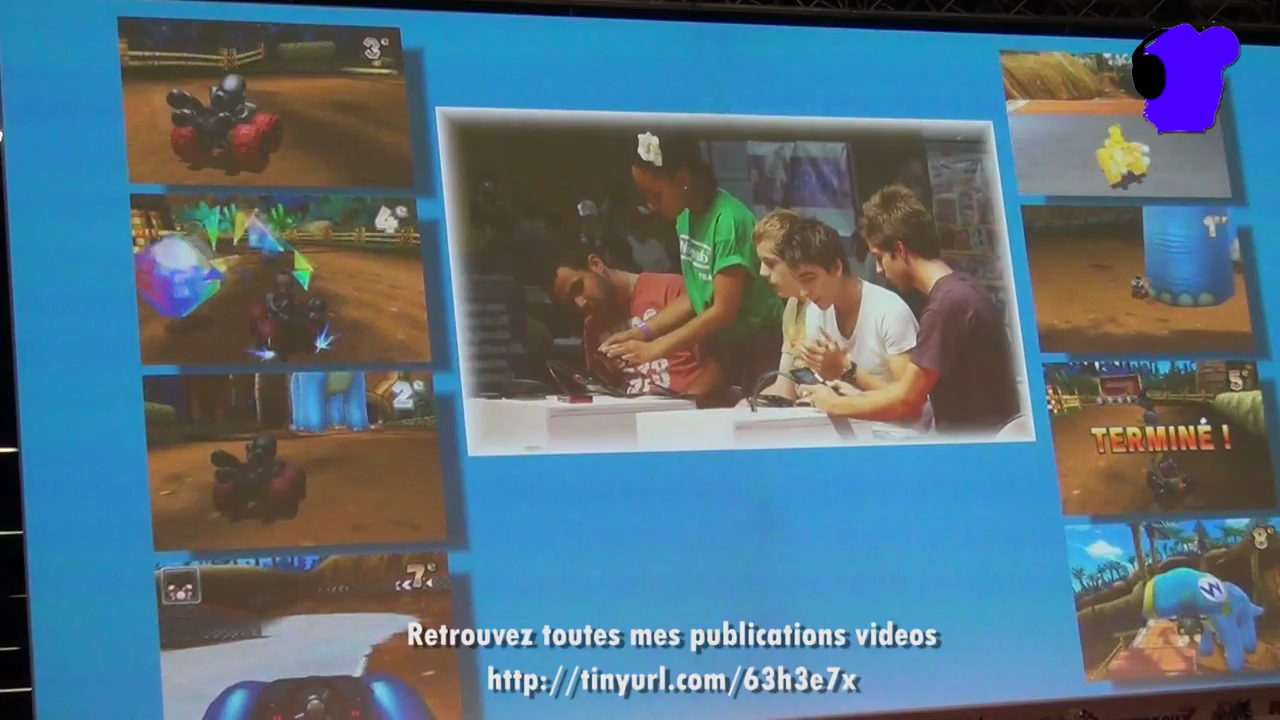 3e
4e
2e
7e
1e
5e
TERMINÉ !
8e
W
Retrouvez toutes mes publications videos
http://tinyurl.com/63h3e7x